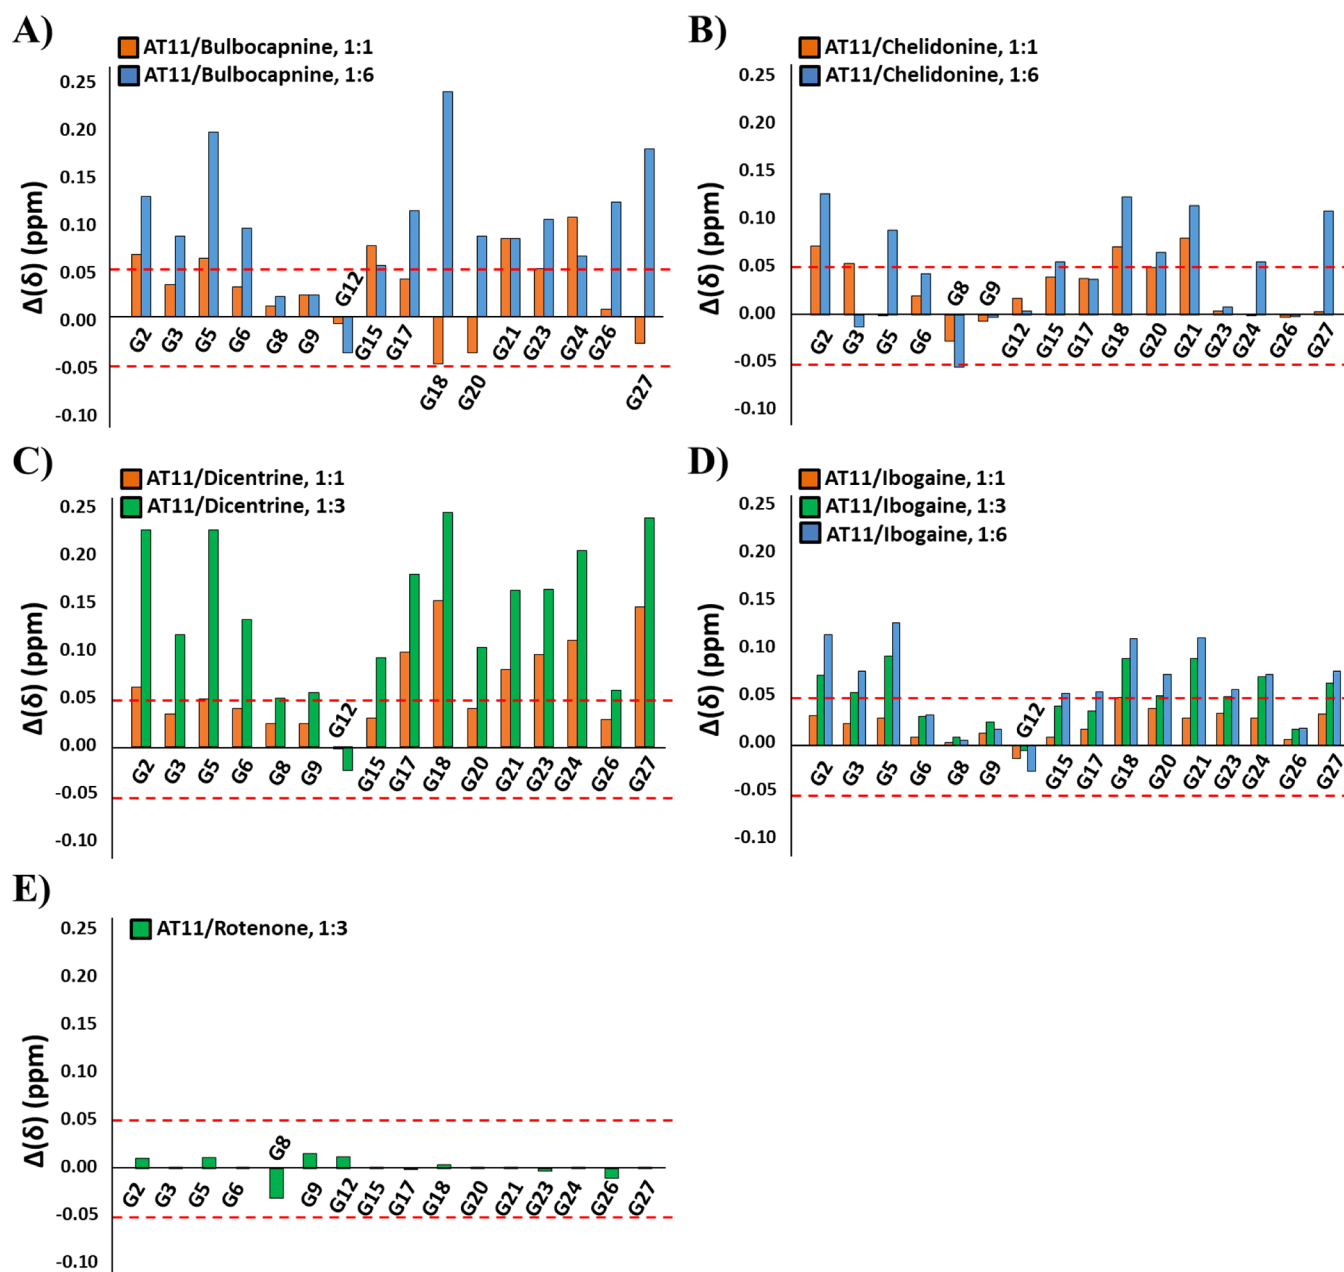 A)
AT11/Bulbocapnine, 1:1
AT11/Bulbocapnine, 1:6
Δ(δ) (ppm)
0.25
0.20
0.15
0.10
0.05
0.00
-0.05
-0.10
G2 G3 G5 G6 G8 G9 G12 G15 G17 G18 G20 G21 G23 G24 G26 G27
B)
AT11/Chelidonine, 1:1
AT11/Chelidonine, 1:6
Δ(δ) (ppm)
0.25
0.20
0.15
0.10
0.05
0.00
-0.05
-0.10
G2 G3 G5 G6 G8 G9 G12 G15 G17 G18 G20 G21 G23 G24 G26 G27
C)
AT11/Dicentrine, 1:1
AT11/Dicentrine, 1:3
Δ(δ) (ppm)
0.25
0.20
0.15
0.10
0.05
0.00
-0.05
-0.10
G2 G3 G5 G6 G8 G9 G12 G15 G17 G18 G20 G21 G23 G24 G26 G27
D)
AT11/Ibogaine, 1:1
AT11/Ibogaine, 1:3
AT11/Ibogaine, 1:6
Δ(δ) (ppm)
0.25
0.20
0.15
0.10
0.05
0.00
-0.05
-0.10
G2 G3 G5 G6 G8 G9 G12 G15 G17 G18 G20 G21 G23 G24 G26 G27
E)
AT11/Rotenone, 1:3
Δ(δ) (ppm)
0.25
0.20
0.15
0.10
0.05
0.00
-0.05
-0.10
G2 G3 G5 G6 G8 G9 G12 G15 G17 G18 G20 G21 G23 G24 G26 G27